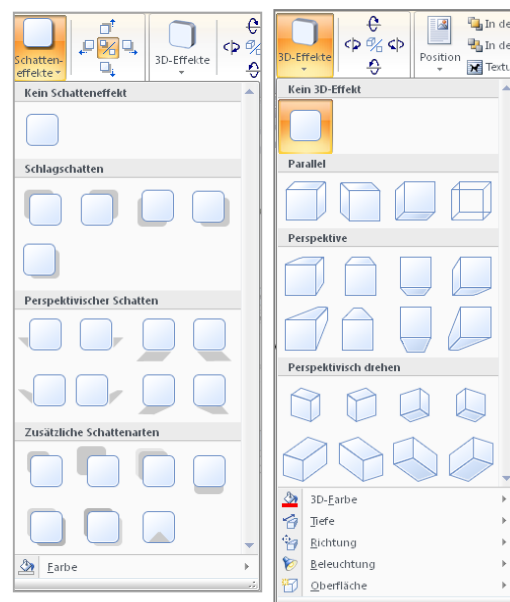 Schatten-
effekte
3D-Effekte
Kein Schatteneffekt
Schlagschatten
Perspektivischer Schatten
Zusätzliche Schattenarten
Farbe
3D-Effekte
Position
In de
In de
Textu
Kein 3D-Effekt
Parallel
Perspektive
Perspektivisch drehen
3D-Farbe
Tiefe
Richtung
Beleuchtung
Oberfläche